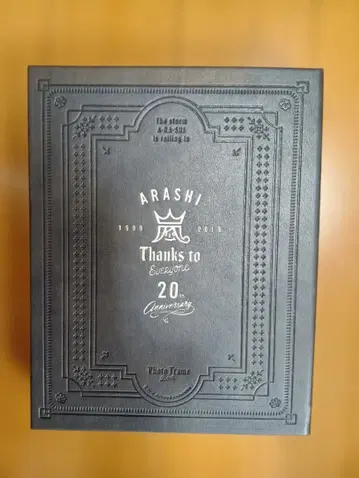 The storm
A-RA-SHI
is rolling in
ARASHI
1999 嵐 2019
Thanks to
Everyone
20th
Anniversary
Photo Frame